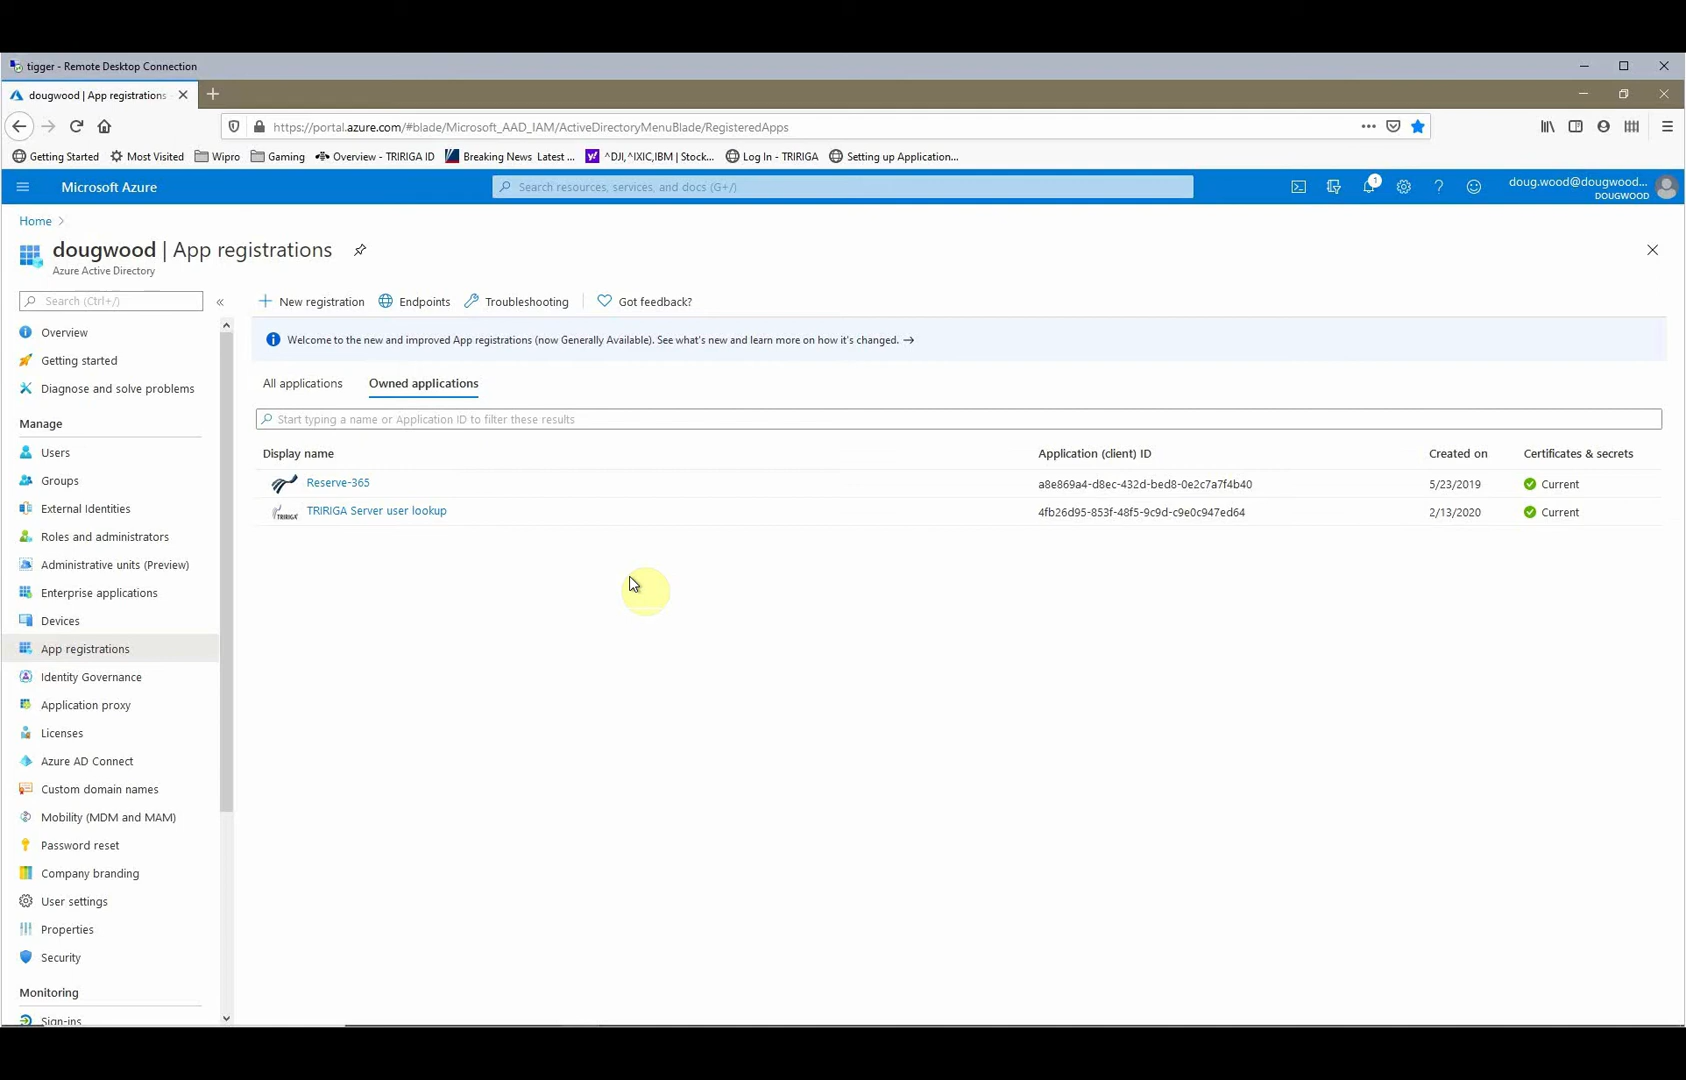 tigger - Remote Desktop Connection
dougwood | App registrations
https://portal.azure.com/#blade/Microsoft_AAD_IAM/ActiveDirectoryMenuBlade/RegisteredApps
Getting Started Most Visited Wipro Gaming Overview - TRIRIGA ID Breaking News Latest ... ^DJI,^IXIC,IBM | Stock... Log In - TRIRIGA Setting up Application...
Microsoft Azure
Search resources, services, and docs (G+/)
1
doug.wood@dougwood...
DOUGWOOD
Home
dougwood | App registrations
Azure Active Directory
Search (Ctrl+/)
«
Overview
Getting started
Diagnose and solve problems
Manage
Users
Groups
External Identities
Roles and administrators
Administrative units (Preview)
Enterprise applications
Devices
App registrations
Identity Governance
Application proxy
Licenses
Azure AD Connect
Custom domain names
Mobility (MDM and MAM)
Password reset
Company branding
User settings
Properties
Security
Monitoring
Sign-ins
New registration Endpoints Troubleshooting Got feedback?
Welcome to the new and improved App registrations (now Generally Available). See what's new and learn more on how it's changed. →
All applications Owned applications
Start typing a name or Application ID to filter these results
Display name Application (client) ID Created on Certificates & secrets
Reserve-365 a8e869a4-d8ec-432d-bed8-0e2c7a7f4b40 5/23/2019 Current
TRIRIGA TRIRIGA Server user lookup 4fb26d95-853f-48f5-9c9d-c9e0c947ed64 2/13/2020 Current